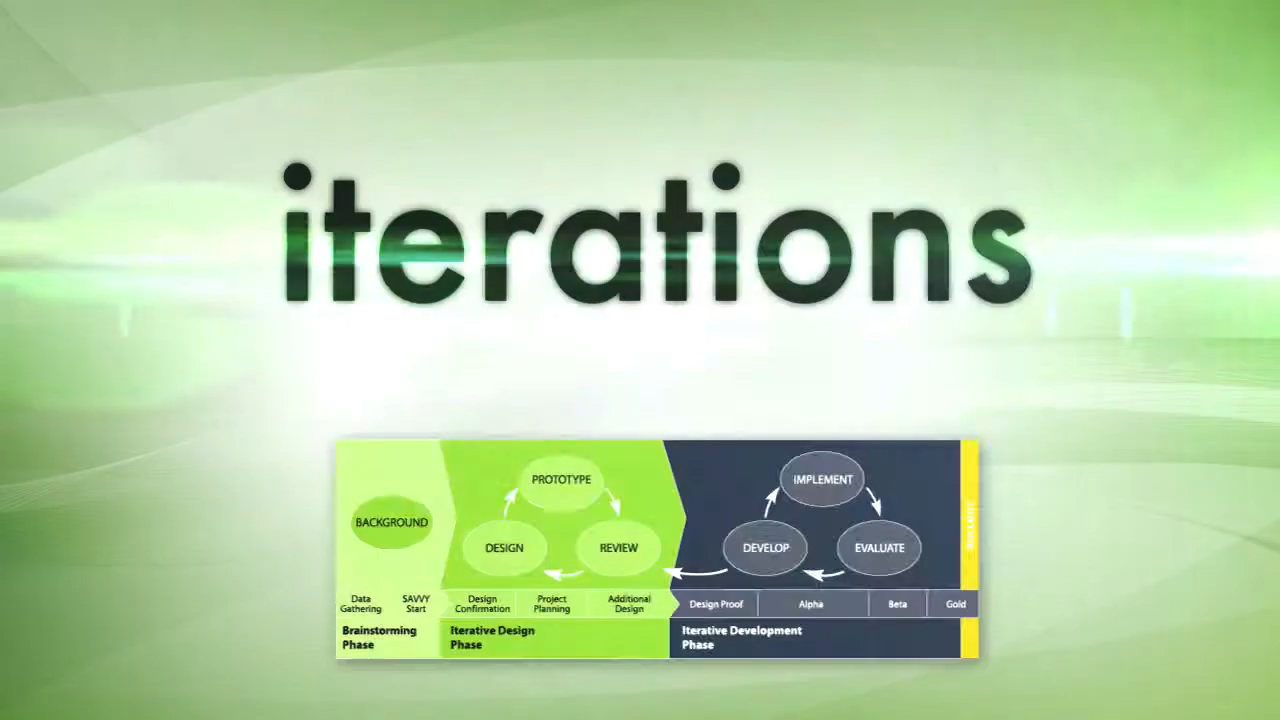 iterations
PROTOTYPE
IMPLEMENT
BACKGROUND
DESIGN
REVIEW
DEVELOP
EVALUATE
Data
Gathering
SAVVY
Start
Design
Confirmation
Project
Planning
Additional
Design
Design Proof
Alpha
Beta
Gold
Brainstorming
Phase
Iterative Design
Phase
Iterative Development
Phase